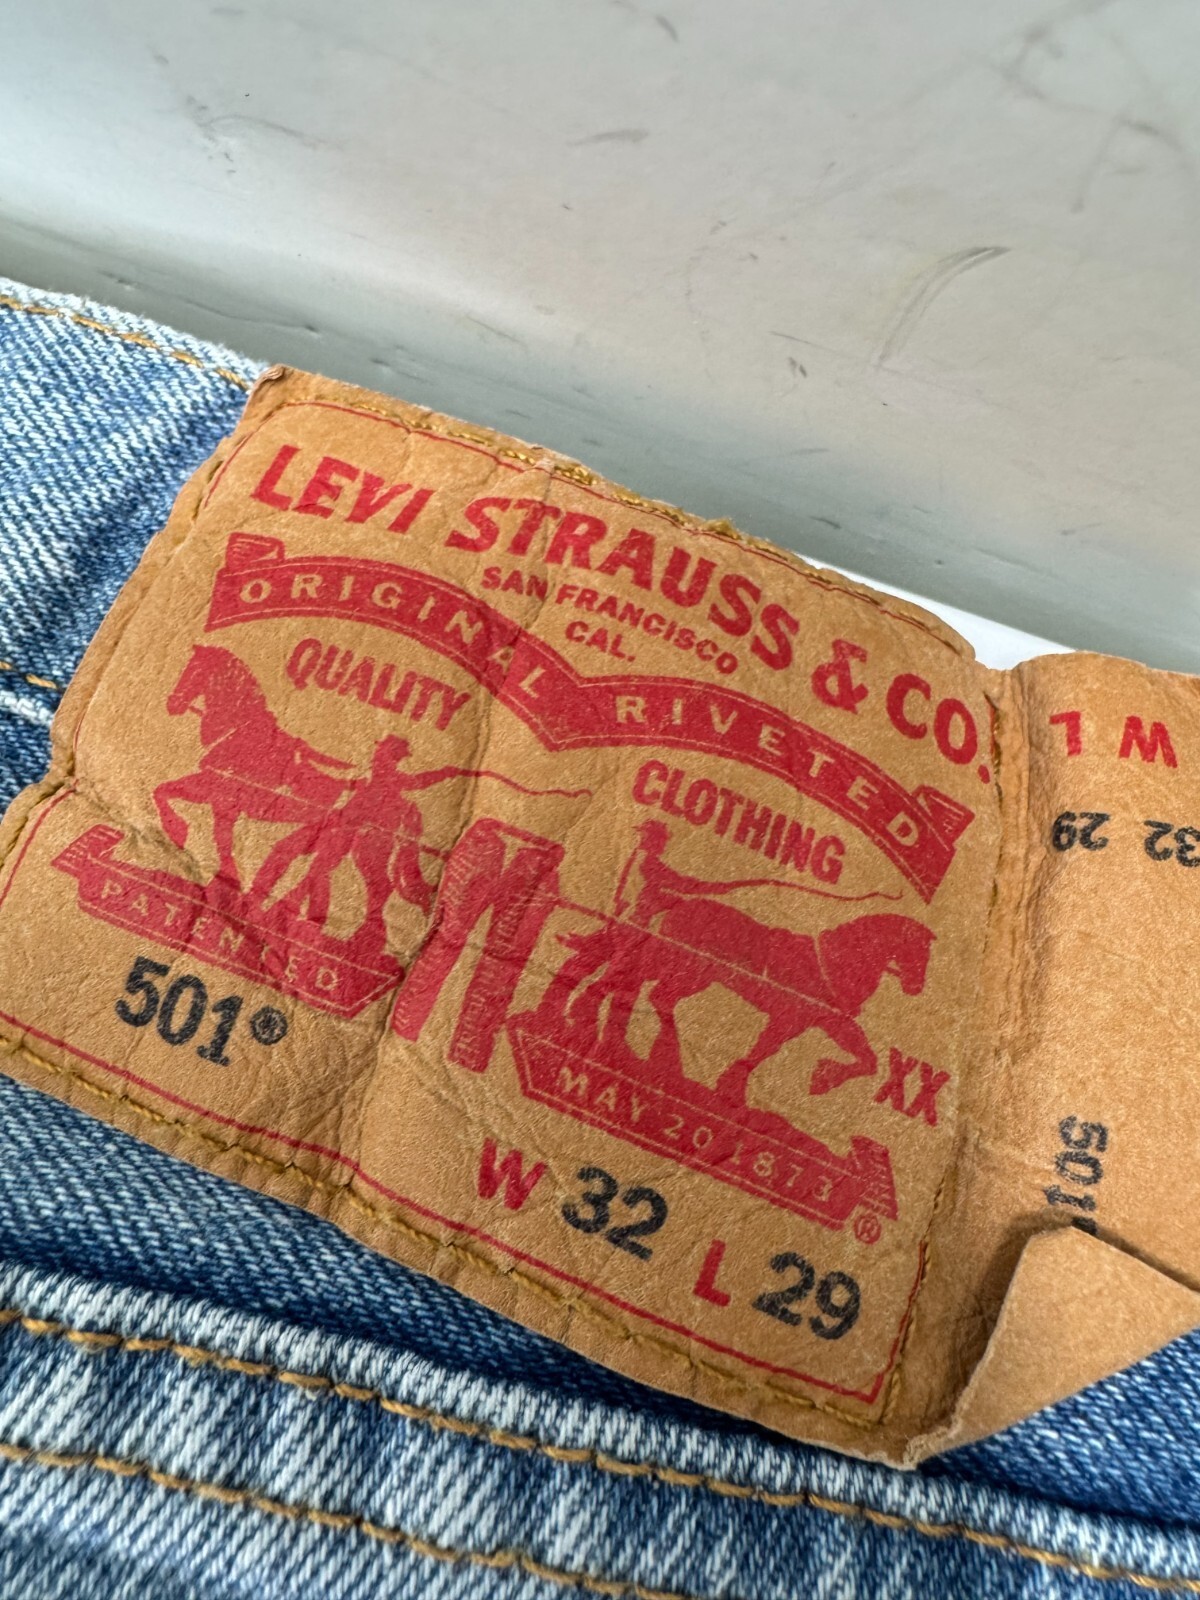 LEVI STRAUSS & CO.
SAN FRANCISCO
CAL.
ORIGINAL RIVETED
QUALITY CLOTHING
PATENTED
MAY 20 1873
XX
®
501®
W 32 L 29
W L
32 29
501